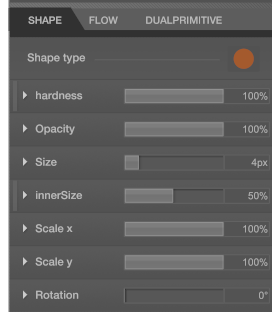 SHAPE FLOW DUALPRIMITIVE
Shape type
hardness 100%
Opacity 100%
Size 4px
innerSize 50%
Scale x 100%
Scale y 100%
Rotation 0°